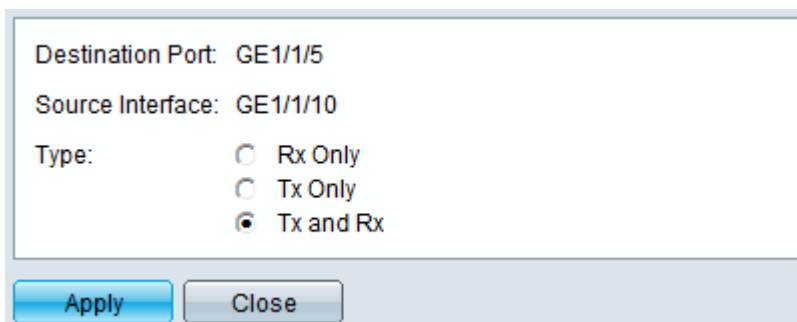 Destination Port: GE1/1/5
Source Interface: GE1/1/10
Type: Rx Only
Tx Only
Tx and Rx
Apply Close